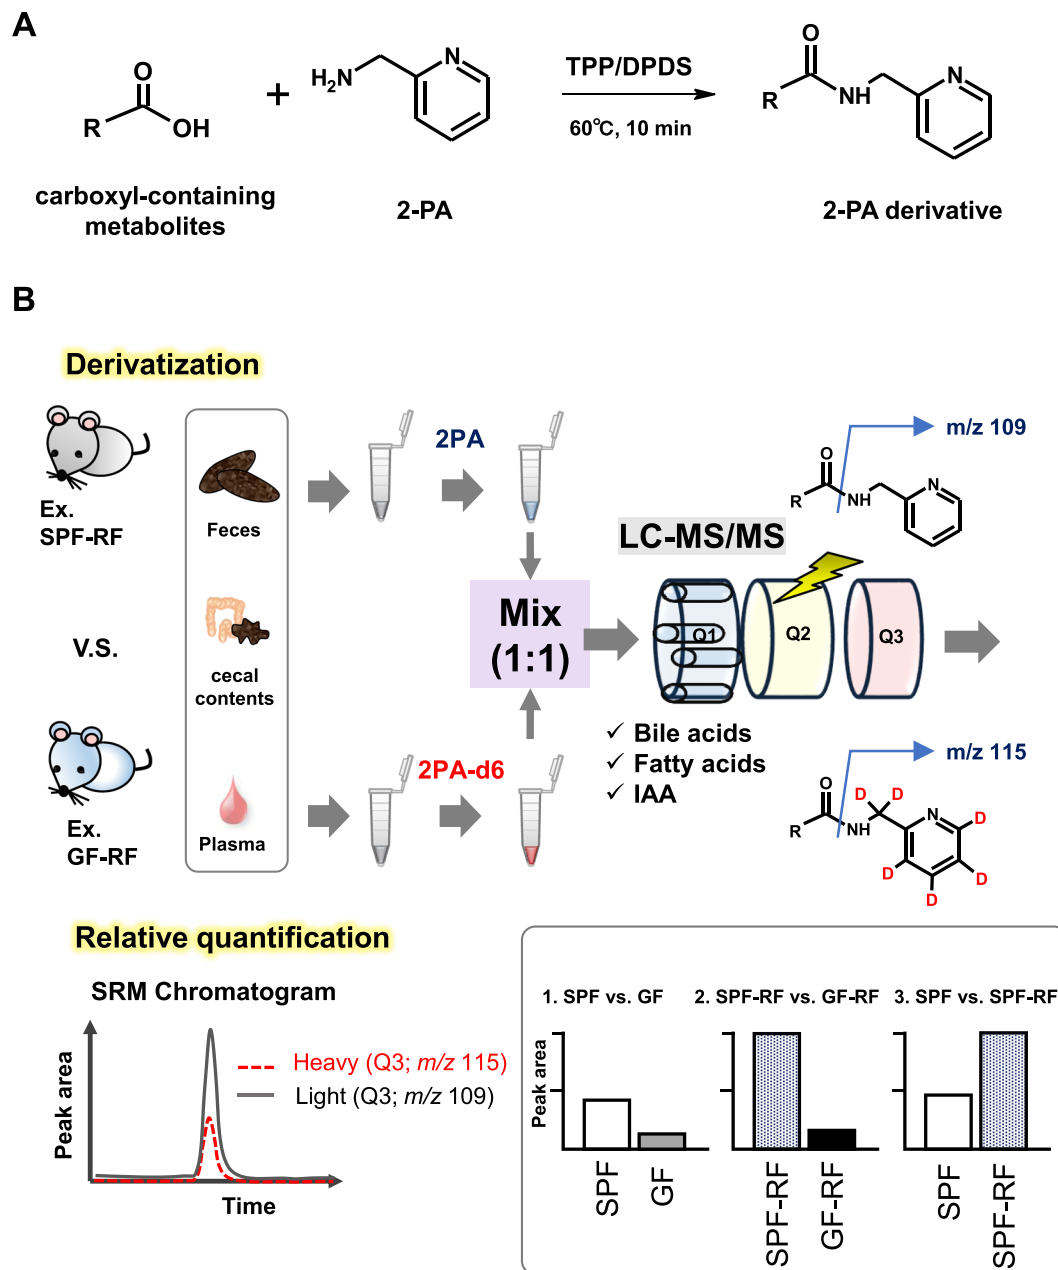 A
O
R
OH
+
H2N
N
TPP/DPDS
60℃, 10 min
O
R
NH
N
carboxyl-containing
metabolites
2-PA
2-PA derivative
B
Derivatization
Ex.
SPF-RF
V.S.
Ex.
GF-RF
Feces
cecal
contents
Plasma
2PA
2PA-d6
Mix
(1:1)
LC-MS/MS
Q1
Q2
Q3
✓ Bile acids
✓ Fatty acids
✓ IAA
m/z 109
O
R
NH
N
m/z 115
O
R
NH
D
D
N
D
D
D
D
Relative quantification
SRM Chromatogram
Peak area
Time
Heavy (Q3; m/z 115)
Light (Q3; m/z 109)
1. SPF vs. GF
2. SPF-RF vs. GF-RF
3. SPF vs. SPF-RF
Peak area
SPF
GF
SPF-RF
GF-RF
SPF
SPF-RF